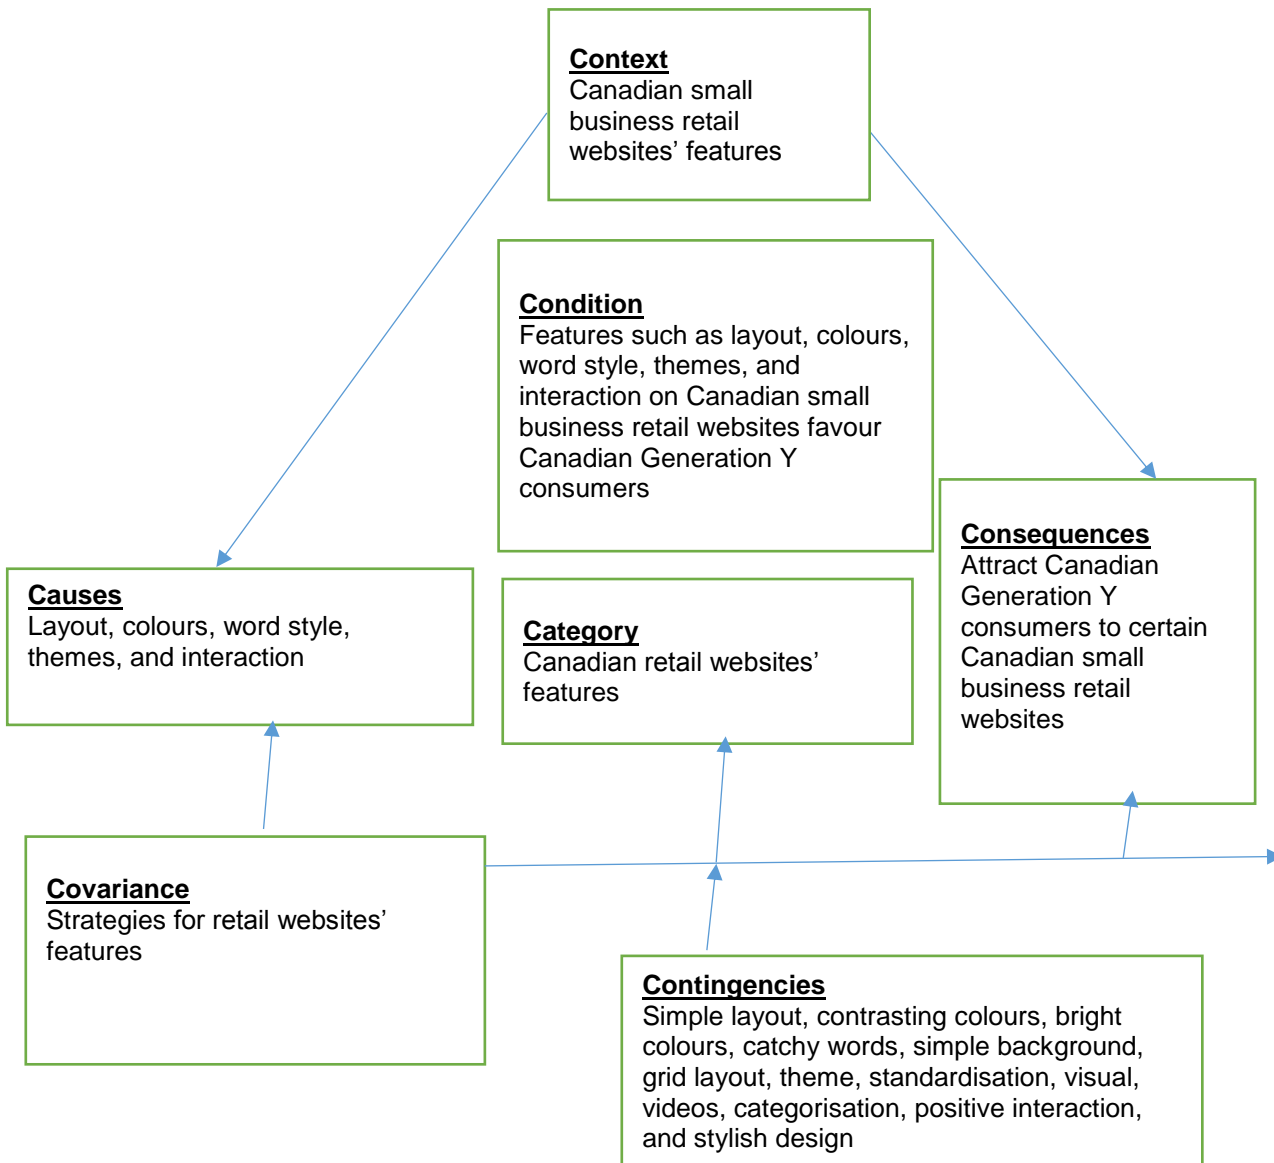 Context
Canadian small
business retail
websites’ features
Condition
Features such as layout, colours,
word style, themes, and
interaction on Canadian small
business retail websites favour
Canadian Generation Y
consumers
Consequences
Attract Canadian
Generation Y
consumers to certain
Canadian small
business retail
websites
Causes
Layout, colours, word style,
themes, and interaction
Category
Canadian retail websites’
features
Covariance
Strategies for retail websites’
features
Contingencies
Simple layout, contrasting colours, bright
colours, catchy words, simple background,
grid layout, theme, standardisation, visual,
videos, categorisation, positive interaction,
and stylish design